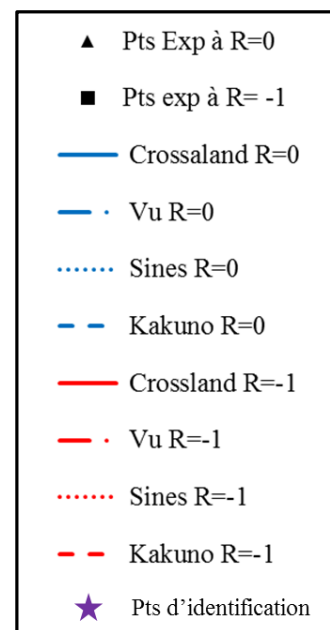 Pts Exp à R=0
Pts exp à R= -1
Crossaland R=0
Vu R=0
Sines R=0
Kakuno R=0
Crossland R=-1
Vu R=-1
Sines R=-1
Kakuno R=-1
Pts d’identification